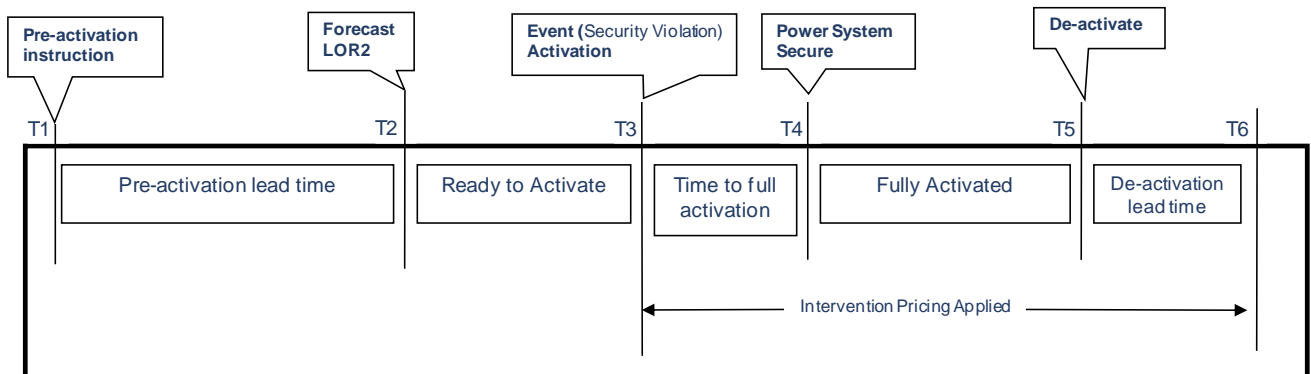 Pre-activation
instruction
Forecast
LOR2
Event (Security Violation)
Activation
Power System
Secure
De-activate
T1
T2
T3
T4
T5
T6
Pre-activation lead time
Ready to Activate
Time to full
activation
Fully Activated
De-activation
lead time
Intervention Pricing Applied